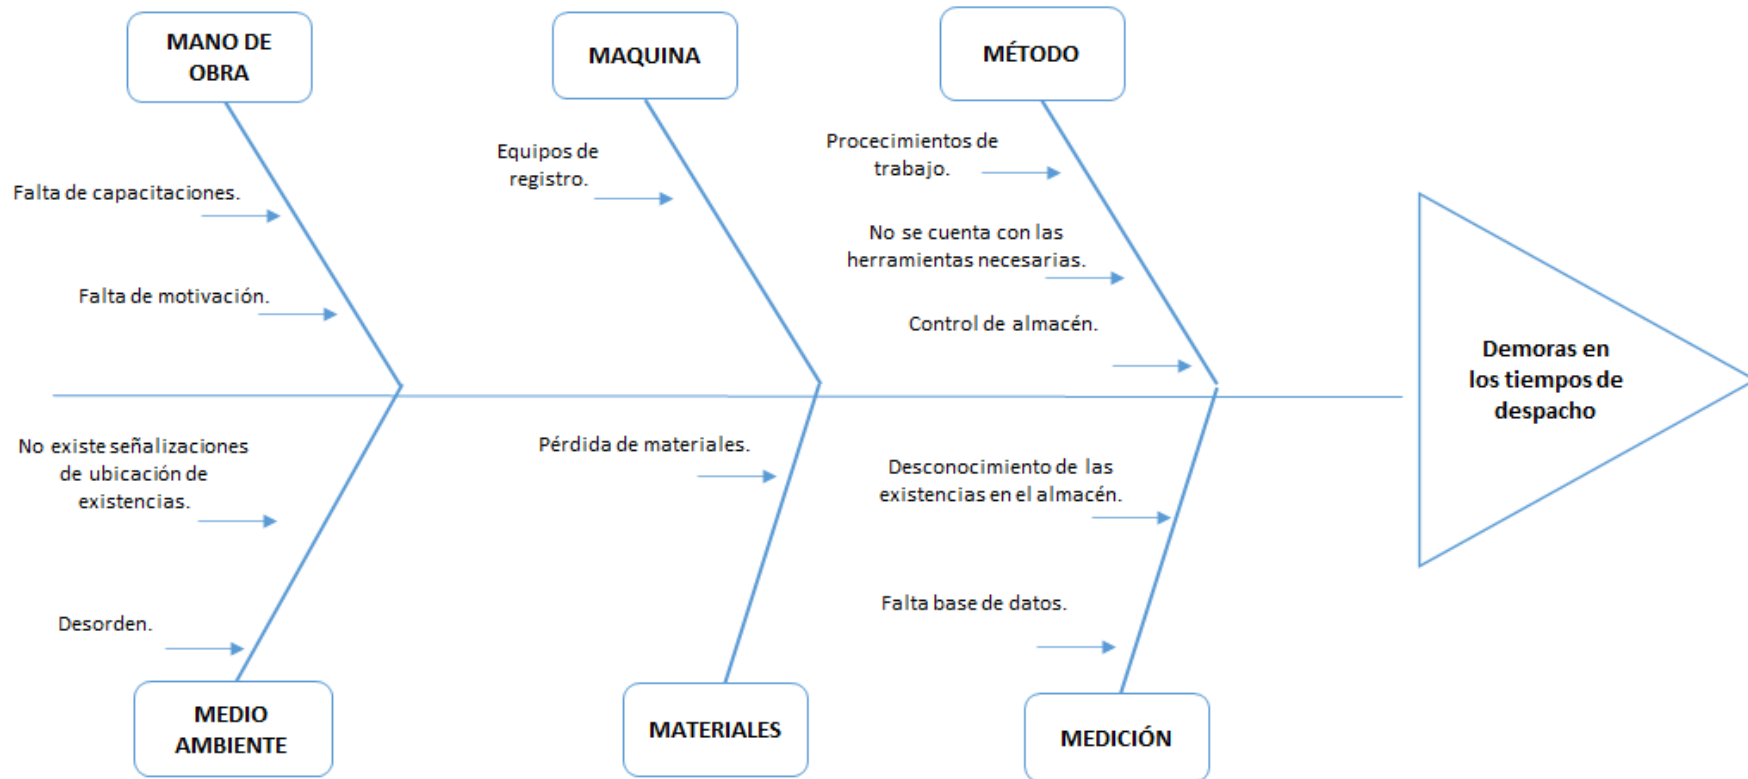 MANO DE
OBRA
MAQUINA
MÉTODO
Falta de capacitaciones.
Falta de motivación.
Equipos de
registro.
Procecimientos de
trabajo.
No se cuenta con las
herramientas necesarias.
Control de almacén.
Demoras en
los tiempos de
despacho
No existe señalizaciones
de ubicación de
existencias.
Desorden.
Pérdida de materiales.
Desconocimiento de las
existencias en el almacén.
Falta base de datos.
MEDIO
AMBIENTE
MATERIALES
MEDICIÓN